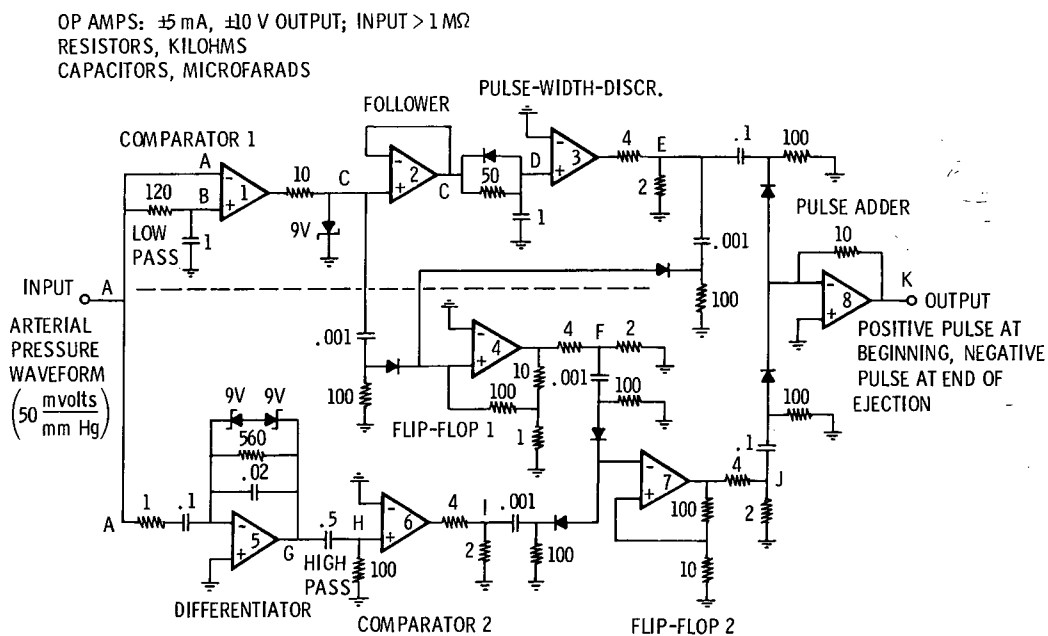 OP AMPS: ±5 mA, ±10 V OUTPUT; INPUT > 1 MΩ
RESISTORS, KILOHMS
CAPACITORS, MICROFARADS
PULSE-WIDTH-DISCR.
FOLLOWER
COMPARATOR 1
A
120
B
LOW
PASS
1
1
10
C
9V
2
C
50
D
1
3
4
E
2
.1
100
PULSE ADDER
10
8
K
OUTPUT
POSITIVE PULSE AT
BEGINNING, NEGATIVE
PULSE AT END OF
EJECTION
INPUT
A
ARTERIAL
PRESSURE
WAVEFORM
(50 mvolts
mm Hg)
.001
100
.001
100
4
4
F
2
10
.001
100
100
1
FLIP-FLOP 1
100
.1
9V 9V
560
.02
A
1
.1
5
G
DIFFERENTIATOR
.5
H
HIGH
PASS
100
6
COMPARATOR 2
4
I
2
.001
100
7
100
10
FLIP-FLOP 2
4
J
2